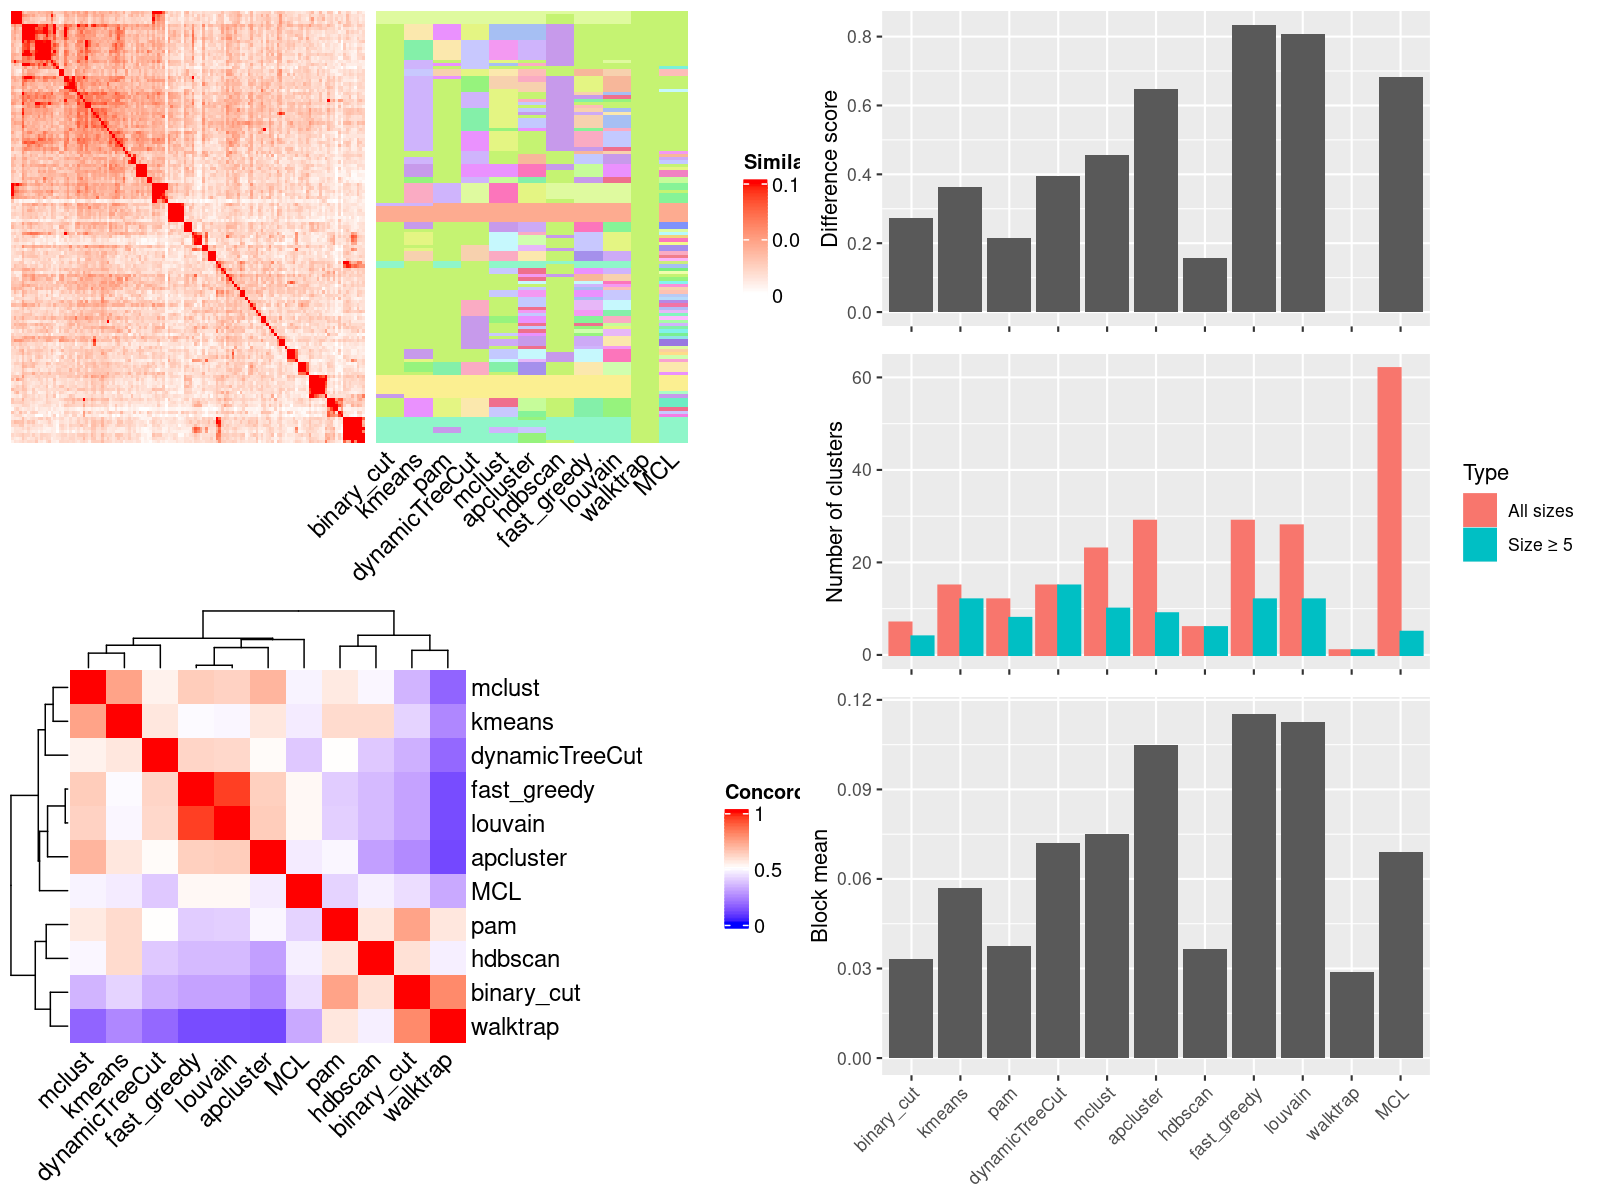 Simila
0.1
0.0
0
binary_cut
kmeans
pam
dynamicTreeCut
mclust
apcluster
hdbscan
fast_greedy
louvain
walktrap
MCL
mclust
kmeans
dynamicTreeCut
fast_greedy
louvain
apcluster
MCL
pam
hdbscan
binary_cut
walktrap
mclust
kmeans
dynamicTreeCut
fast_greedy
louvain
apcluster
MCL
pam
hdbscan
binary_cut
walktrap
Concord
1
0.5
0
Difference score
0.8
0.6
0.4
0.2
0.0
Number of clusters
60
40
20
0
Type
All sizes
Size ≥ 5
Block mean
0.12
0.09
0.06
0.03
0.00
binary_cut
kmeans
pam
dynamicTreeCut
mclust
apcluster
hdbscan
fast_greedy
louvain
walktrap
MCL